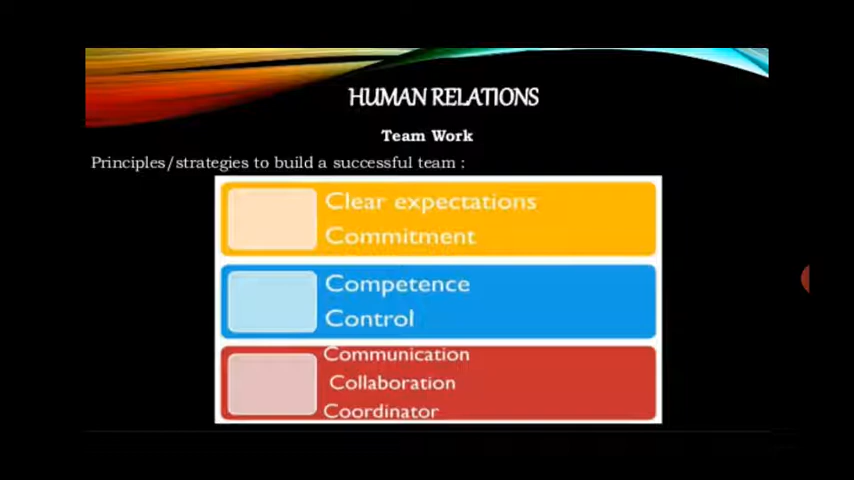 HUMAN RELATIONS
Team Work
Principles/strategies to build a successful team :
Clear expectations
Commitment
Competence
Control
Communication
Collaboration
Coordinator